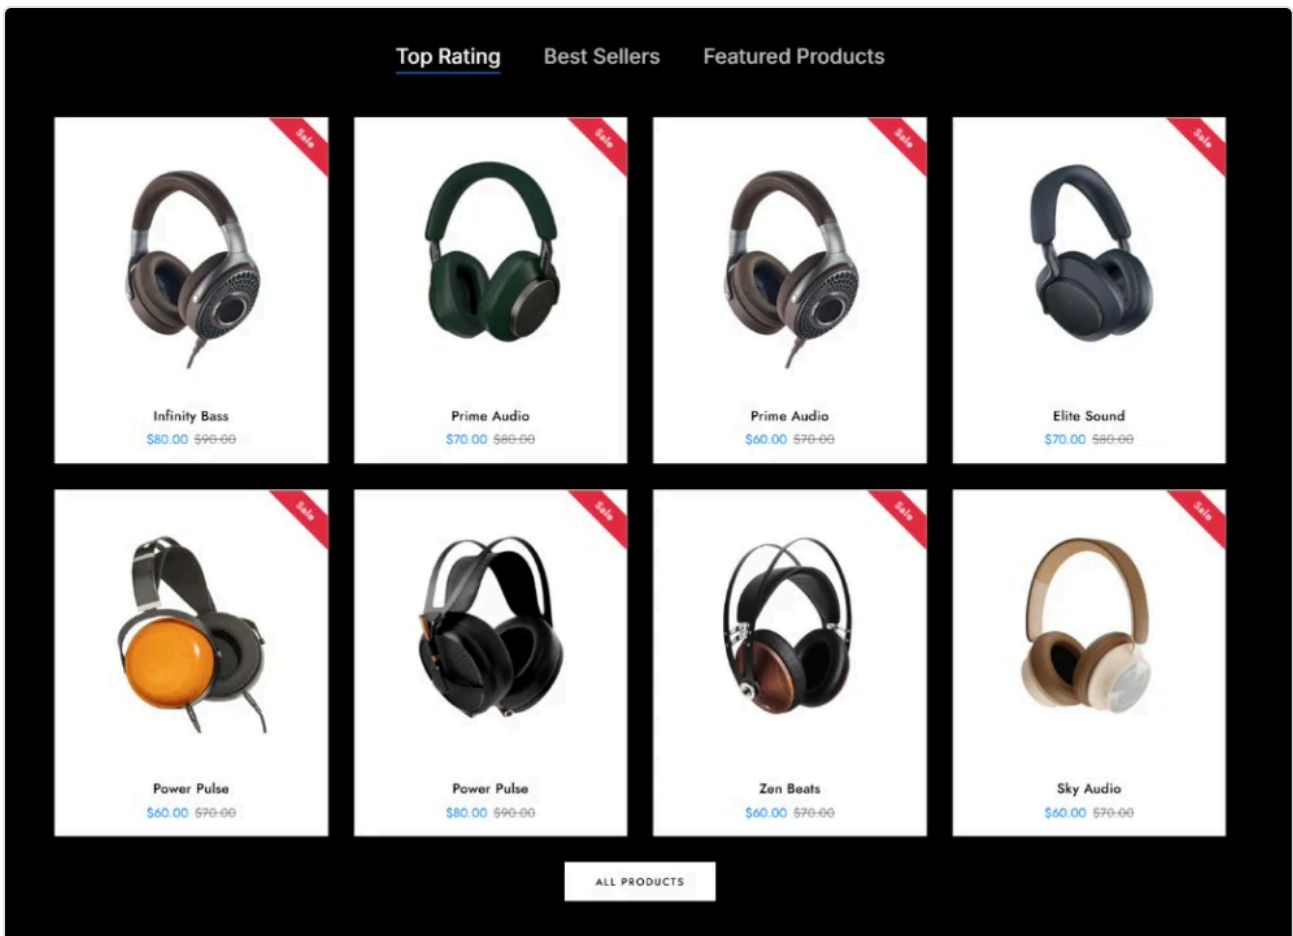 Top Rating Best Sellers Featured Products
Sale Sale Sale Sale
Infinity Bass Prime Audio Prime Audio Elite Sound
$80.00 $90.00 $70.00 $80.00 $60.00 $70.00 $70.00 $80.00
Sale Sale Sale Sale
Power Pulse Power Pulse Zen Beats Sky Audio
$60.00 $70.00 $80.00 $90.00 $60.00 $70.00 $60.00 $70.00
ALL PRODUCTS